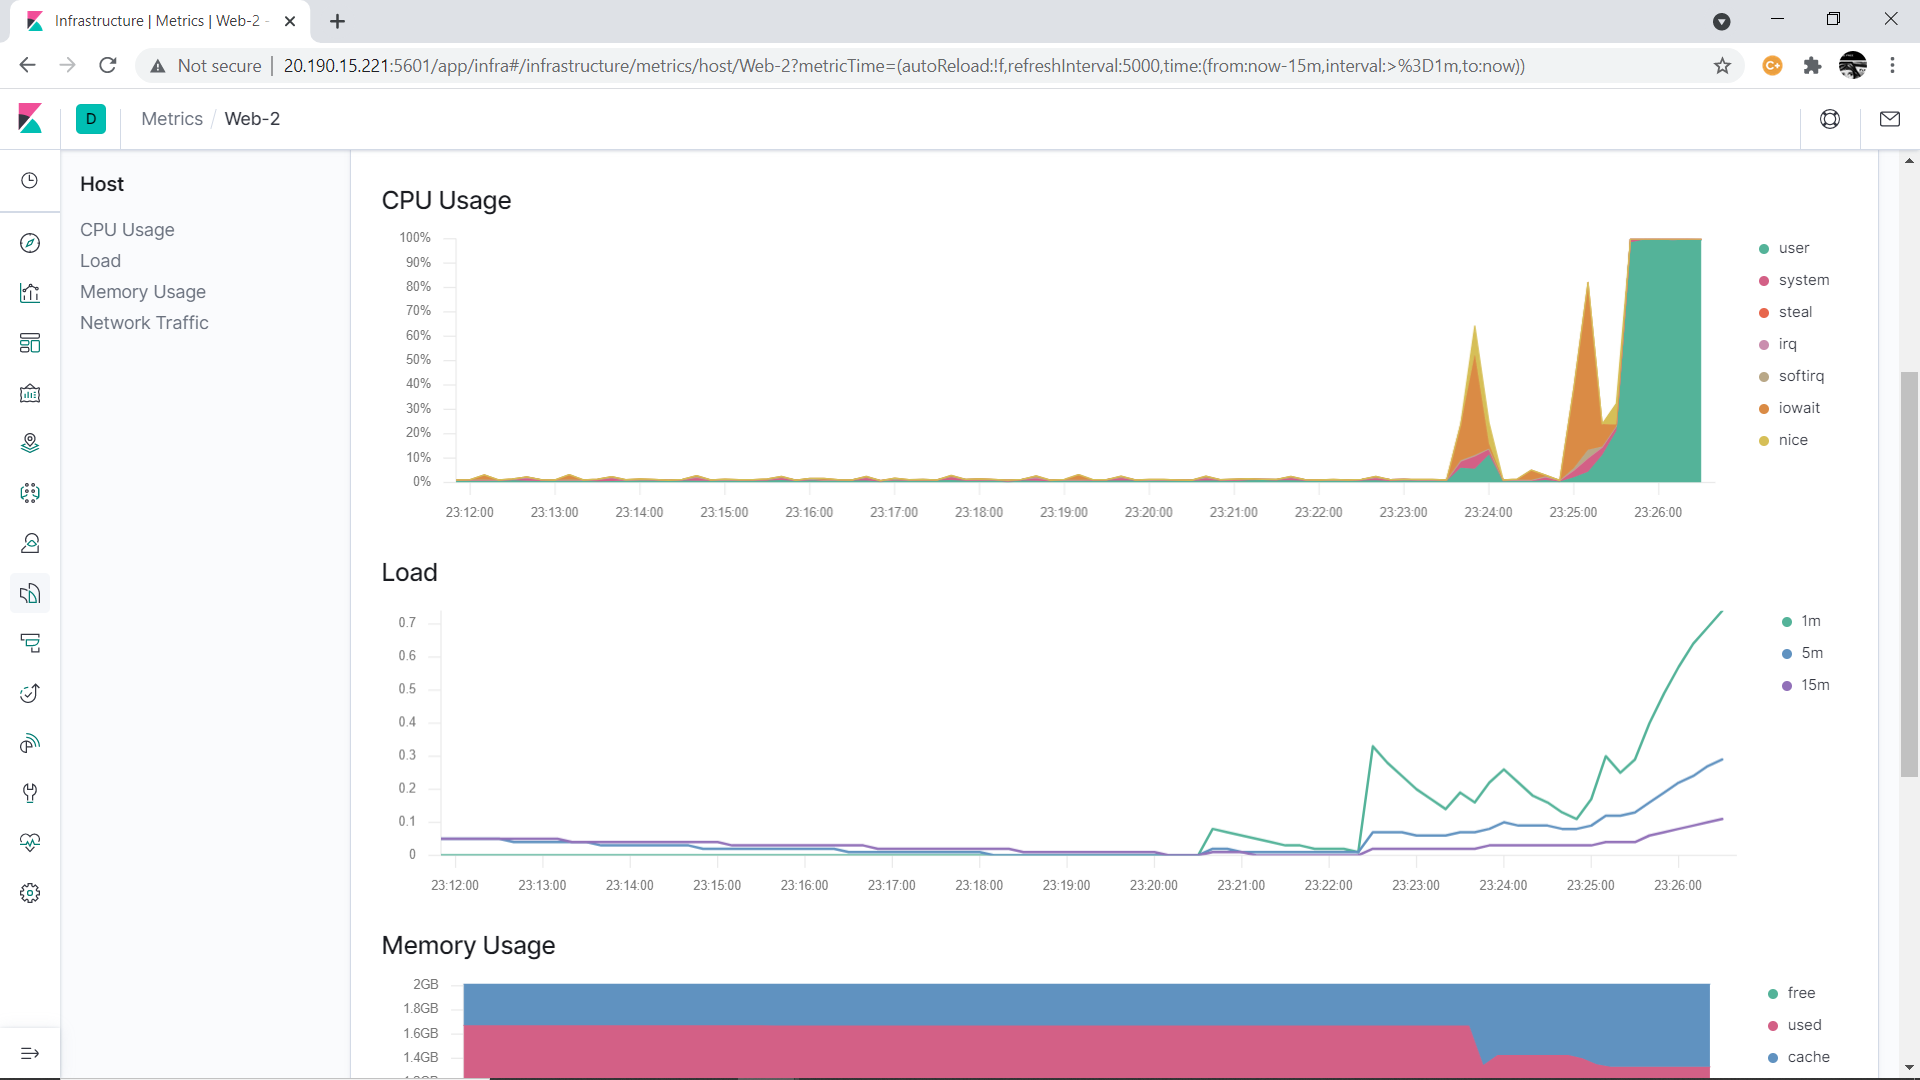 Infrastructure | Metrics | Web-2 -
Not secure
20.190.15.221:5601/app/infra#/infrastructure/metrics/host/Web-2?metricTime=(autoReload:!f,refreshInterval:5000,time:(from:now-15m,interval:>%3D1m,to:now))
D
Metrics / Web-2
Host
CPU Usage
Load
Memory Usage
Network Traffic
CPU Usage
100%
90%
80%
70%
60%
50%
40%
30%
20%
10%
0%
23:12:00 23:13:00 23:14:00 23:15:00 23:16:00 23:17:00 23:18:00 23:19:00 23:20:00 23:21:00 23:22:00 23:23:00 23:24:00 23:25:00 23:26:00
user
system
steal
irq
softirq
iowait
nice
Load
0.7
0.6
0.5
0.4
0.3
0.2
0.1
0
23:12:00 23:13:00 23:14:00 23:15:00 23:16:00 23:17:00 23:18:00 23:19:00 23:20:00 23:21:00 23:22:00 23:23:00 23:24:00 23:25:00 23:26:00
1m
5m
15m
Memory Usage
2GB
1.8GB
1.6GB
1.4GB
free
used
cache